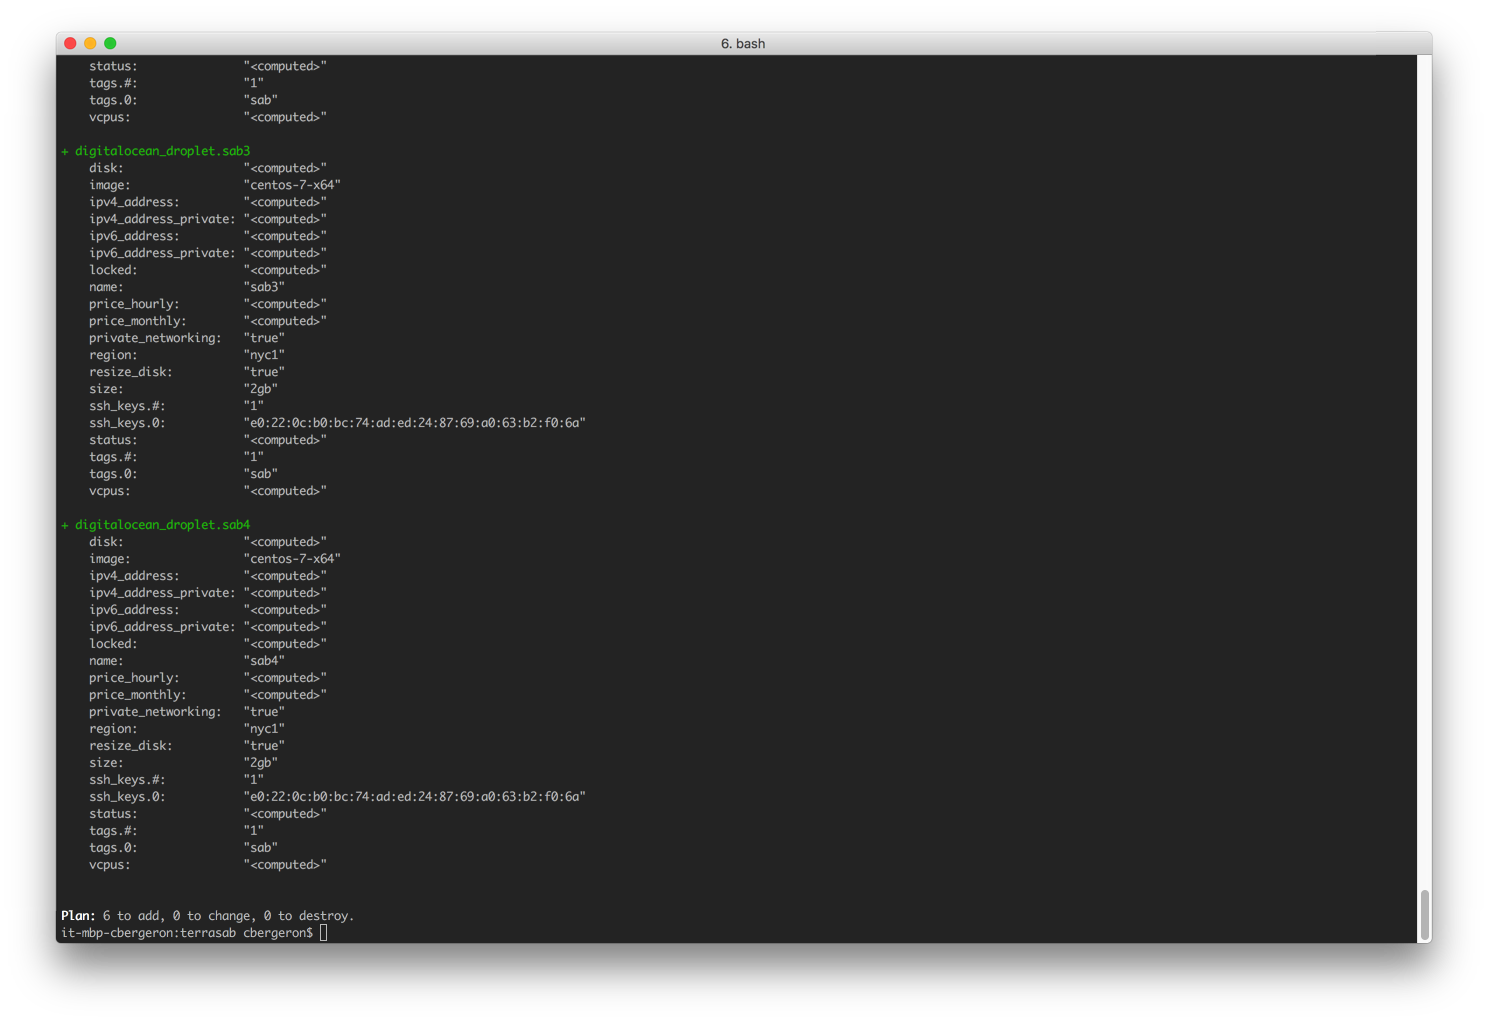 6. bash
status: "<computed>"
tags.#: "1"
tags.0: "sab"
vcpus: "<computed>"
+ digitalocean_droplet.sab3
disk: "<computed>"
image: "centos-7-x64"
ipv4_address: "<computed>"
ipv4_address_private: "<computed>"
ipv6_address: "<computed>"
ipv6_address_private: "<computed>"
locked: "<computed>"
name: "sab3"
price_hourly: "<computed>"
price_monthly: "<computed>"
private_networking: "true"
region: "nyc1"
resize_disk: "true"
size: "2gb"
ssh_keys.#: "1"
ssh_keys.0: "e0:22:0c:b0:bc:74:ad:ed:24:87:69:a0:63:b2:f0:6a"
status: "<computed>"
tags.#: "1"
tags.0: "sab"
vcpus: "<computed>"
+ digitalocean_droplet.sab4
disk: "<computed>"
image: "centos-7-x64"
ipv4_address: "<computed>"
ipv4_address_private: "<computed>"
ipv6_address: "<computed>"
ipv6_address_private: "<computed>"
locked: "<computed>"
name: "sab4"
price_hourly: "<computed>"
price_monthly: "<computed>"
private_networking: "true"
region: "nyc1"
resize_disk: "true"
size: "2gb"
ssh_keys.#: "1"
ssh_keys.0: "e0:22:0c:b0:bc:74:ad:ed:24:87:69:a0:63:b2:f0:6a"
status: "<computed>"
tags.#: "1"
tags.0: "sab"
vcpus: "<computed>"
Plan: 6 to add, 0 to change, 0 to destroy.
it-mbp-cbergeron:terrasab cbergeron$